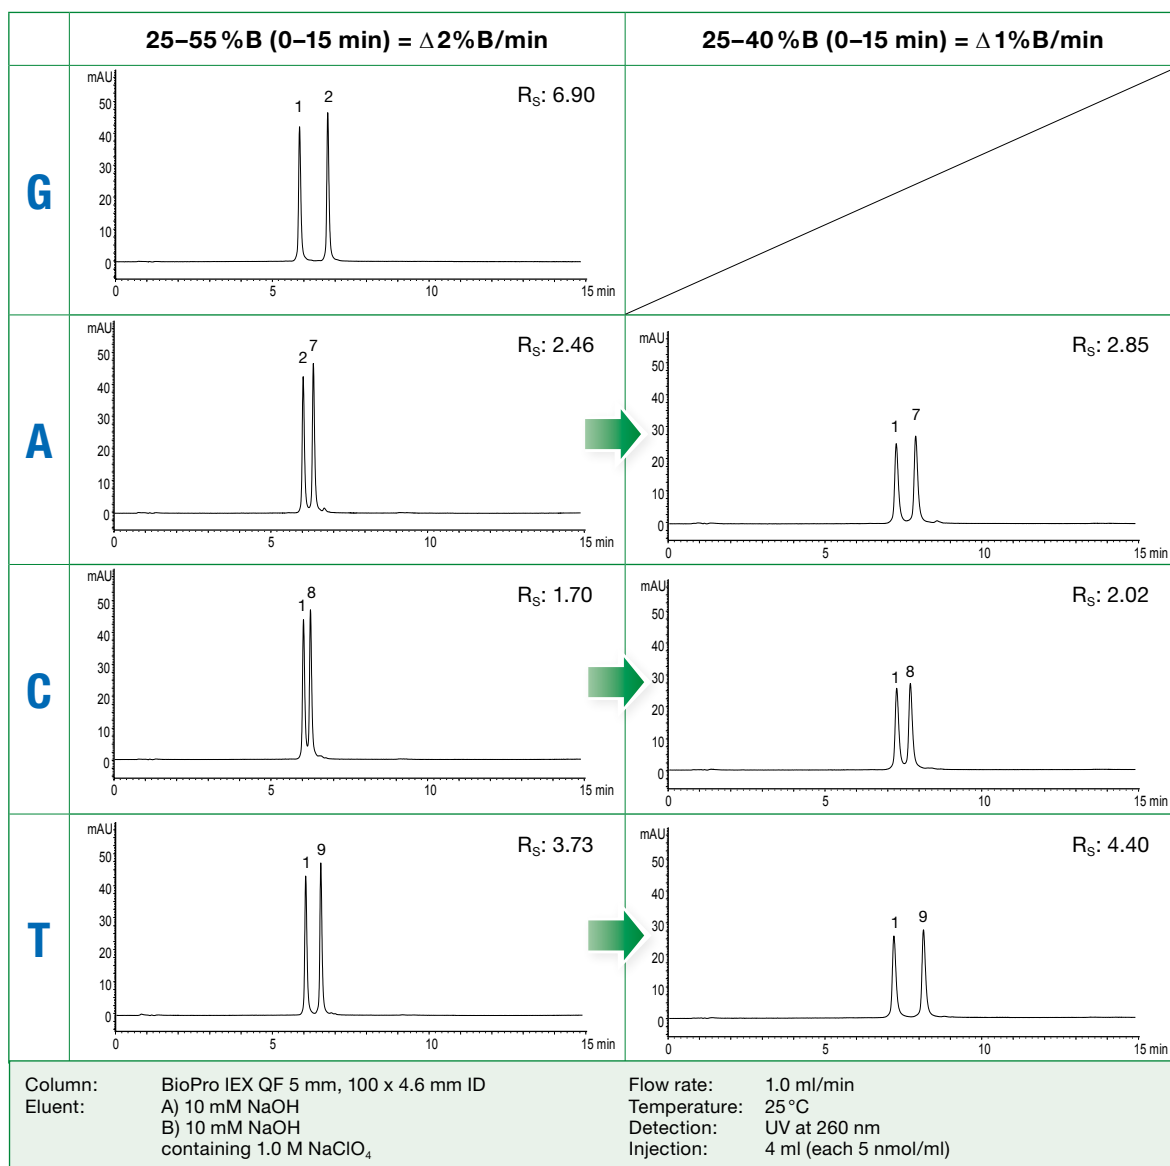 25–55 %B (0–15 min) = Δ 2%B/min
25–40 %B (0–15 min) = Δ 1%B/min
G
mAU
50
40
30
20
10
0
1
2
RS: 6.90
0
5
10
15 min
A
mAU
50
40
30
20
10
0
2
7
RS: 2.46
0
5
10
15 min
mAU
50
40
30
20
10
0
1
7
RS: 2.85
0
5
10
15 min
C
mAU
50
40
30
20
10
0
1
8
RS: 1.70
0
5
10
15 min
mAU
50
40
30
20
10
0
1
8
RS: 2.02
0
5
10
15 min
T
mAU
50
40
30
20
10
0
1
9
RS: 3.73
0
5
10
15 min
mAU
50
40
30
20
10
0
1
9
RS: 4.40
0
5
10
15 min
Column: BioPro IEX QF 5 mm, 100 x 4.6 mm ID
Eluent: A) 10 mM NaOH
B) 10 mM NaOH
containing 1.0 M NaClO4
Flow rate: 1.0 ml/min
Temperature: 25 °C
Detection: UV at 260 nm
Injection: 4 ml (each 5 nmol/ml)